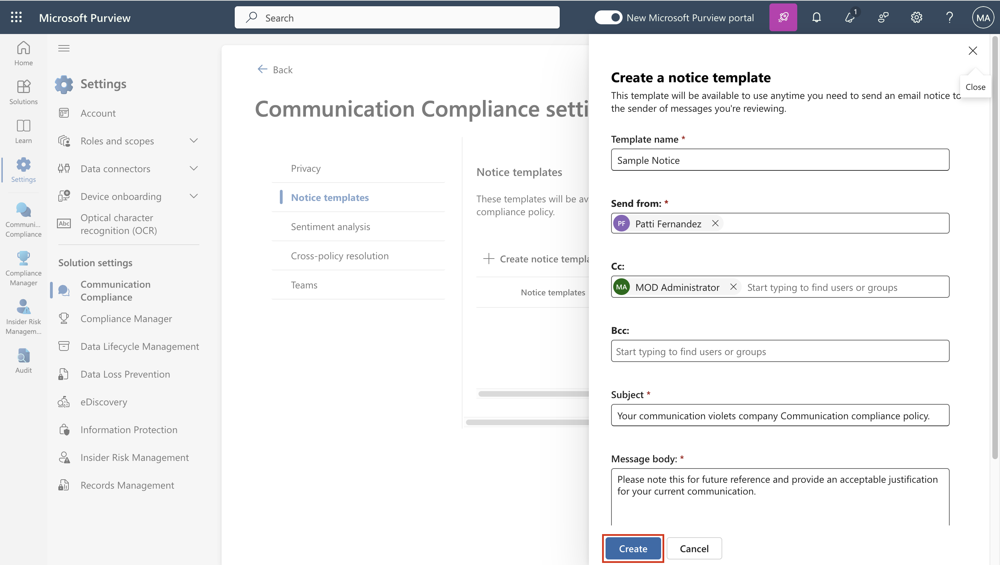 Microsoft Purview
Search
New Microsoft Purview portal
1
MA
Home
Solutions
Learn
Settings
Communi...
Compliance
Compliance
Manager
Insider Risk
Managem...
Audit
Settings
Account
Roles and scopes
Data connectors
Device onboarding
Abc
Optical character
recognition (OCR)
Solution settings
Communication
Compliance
Compliance Manager
Data Lifecycle Management
Data Loss Prevention
eDiscovery
Information Protection
Insider Risk Management
Records Management
Back
Communication Compliance setti
Privacy
Notice templates
Sentiment analysis
Cross-policy resolution
Teams
Notice templates
These templates will be av
compliance policy.
Create notice templa
Notice templates
Close
Create a notice template
This template will be available to use anytime you need to send an email notice to
the sender of messages you're reviewing.
Template name *
Sample Notice
Send from: *
PF Patti Fernandez
Cc:
MA MOD Administrator Start typing to find users or groups
Bcc:
Start typing to find users or groups
Subject *
Your communication violets company Communication compliance policy.
Message body: *
Please note this for future reference and provide an acceptable justification
for your current communication.
Create
Cancel